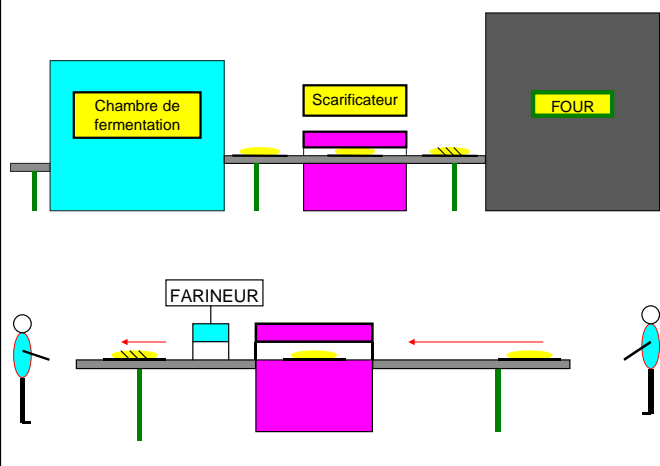 Chambre de
fermentation
Scarificateur
FOUR
FARINEUR